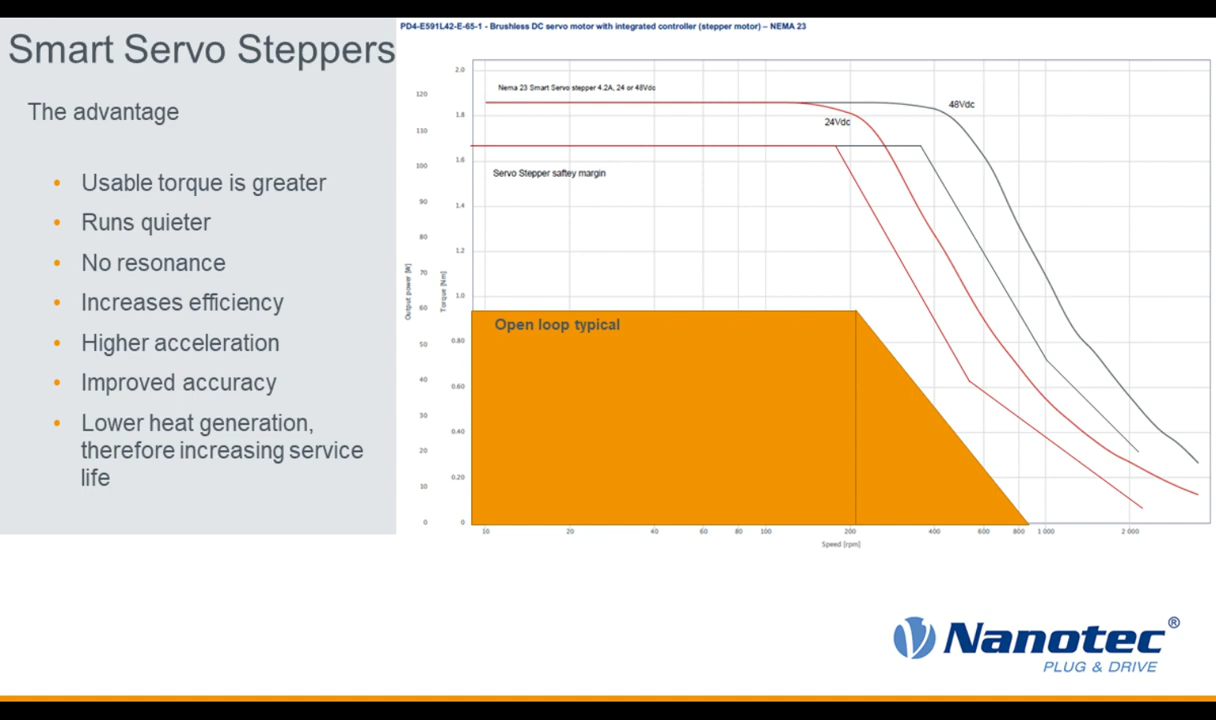 PD4-E591L42-E-65-1 - Brushless DC servo motor with integrated controller (stepper motor) – NEMA 23
Smart Servo Steppers
The advantage
• Usable torque is greater
• Runs quieter
• No resonance
• Increases efficiency
• Higher acceleration
• Improved accuracy
• Lower heat generation,
therefore increasing service
life
Output power [W]
120
110
100
90
80
70
60
50
40
30
20
10
0
Torque [Nm]
2.0
1.8
1.6
1.4
1.2
1.0
0.80
0.60
0.40
0.20
0
Nema 23 Smart Servo stepper 4.2A, 24 or 48Vdc
48Vdc
24Vdc
Servo Stepper saftey margin
Open loop typical
10 20 40 60 80 100 200 400 600 800 1 000 2 000
Speed [rpm]
Nanotec®
PLUG & DRIVE